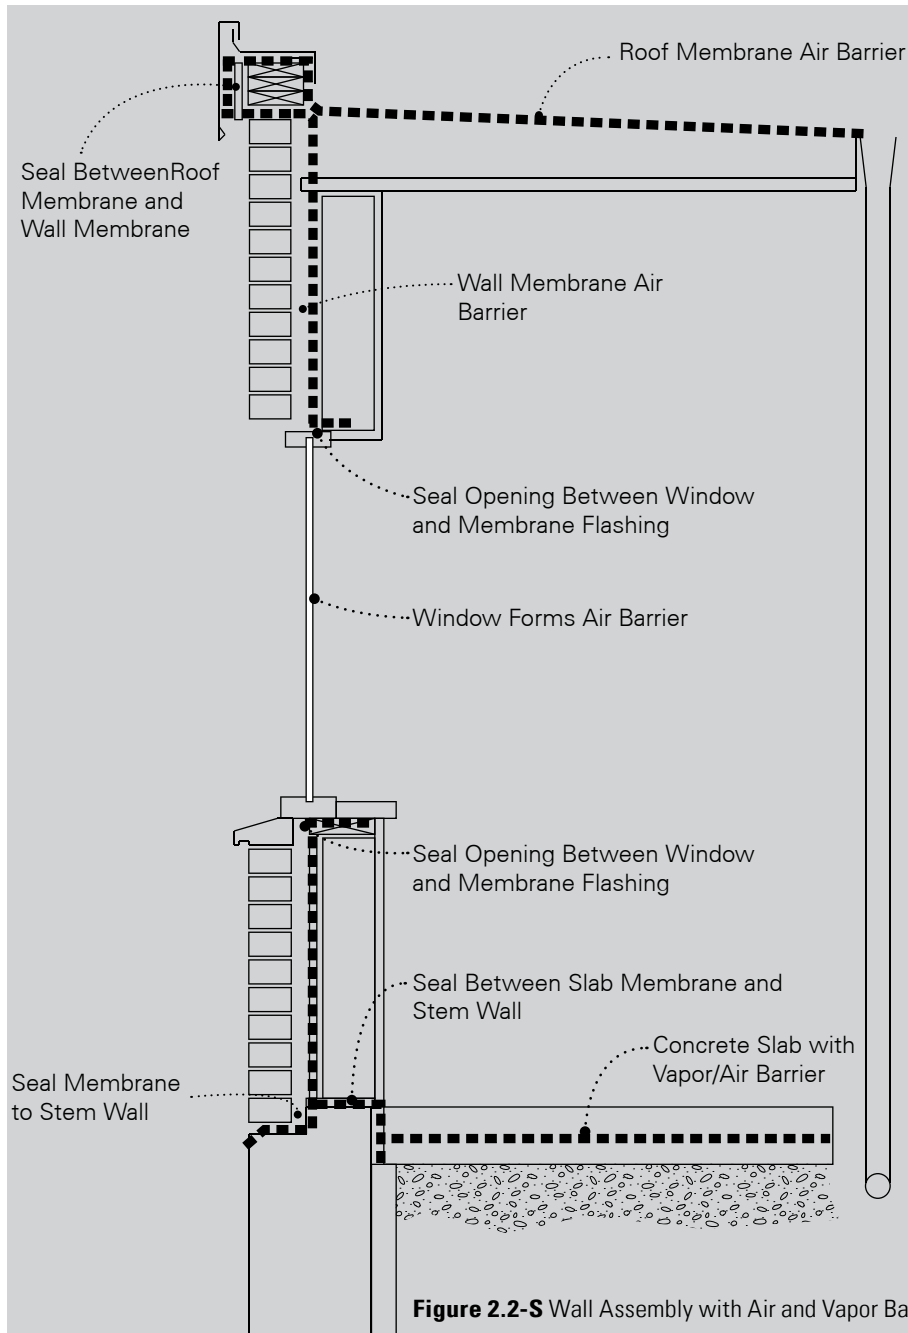 Roof Membrane Air Barrier
Seal BetweenRoof
Membrane and
Wall Membrane
Wall Membrane Air
Barrier
Seal Opening Between Window
and Membrane Flashing
Window Forms Air Barrier
Seal Opening Between Window
and Membrane Flashing
Seal Between Slab Membrane and
Stem Wall
Concrete Slab with
Vapor/Air Barrier
Seal Membrane
to Stem Wall
Figure 2.2-S Wall Assembly with Air and Vapor Ba